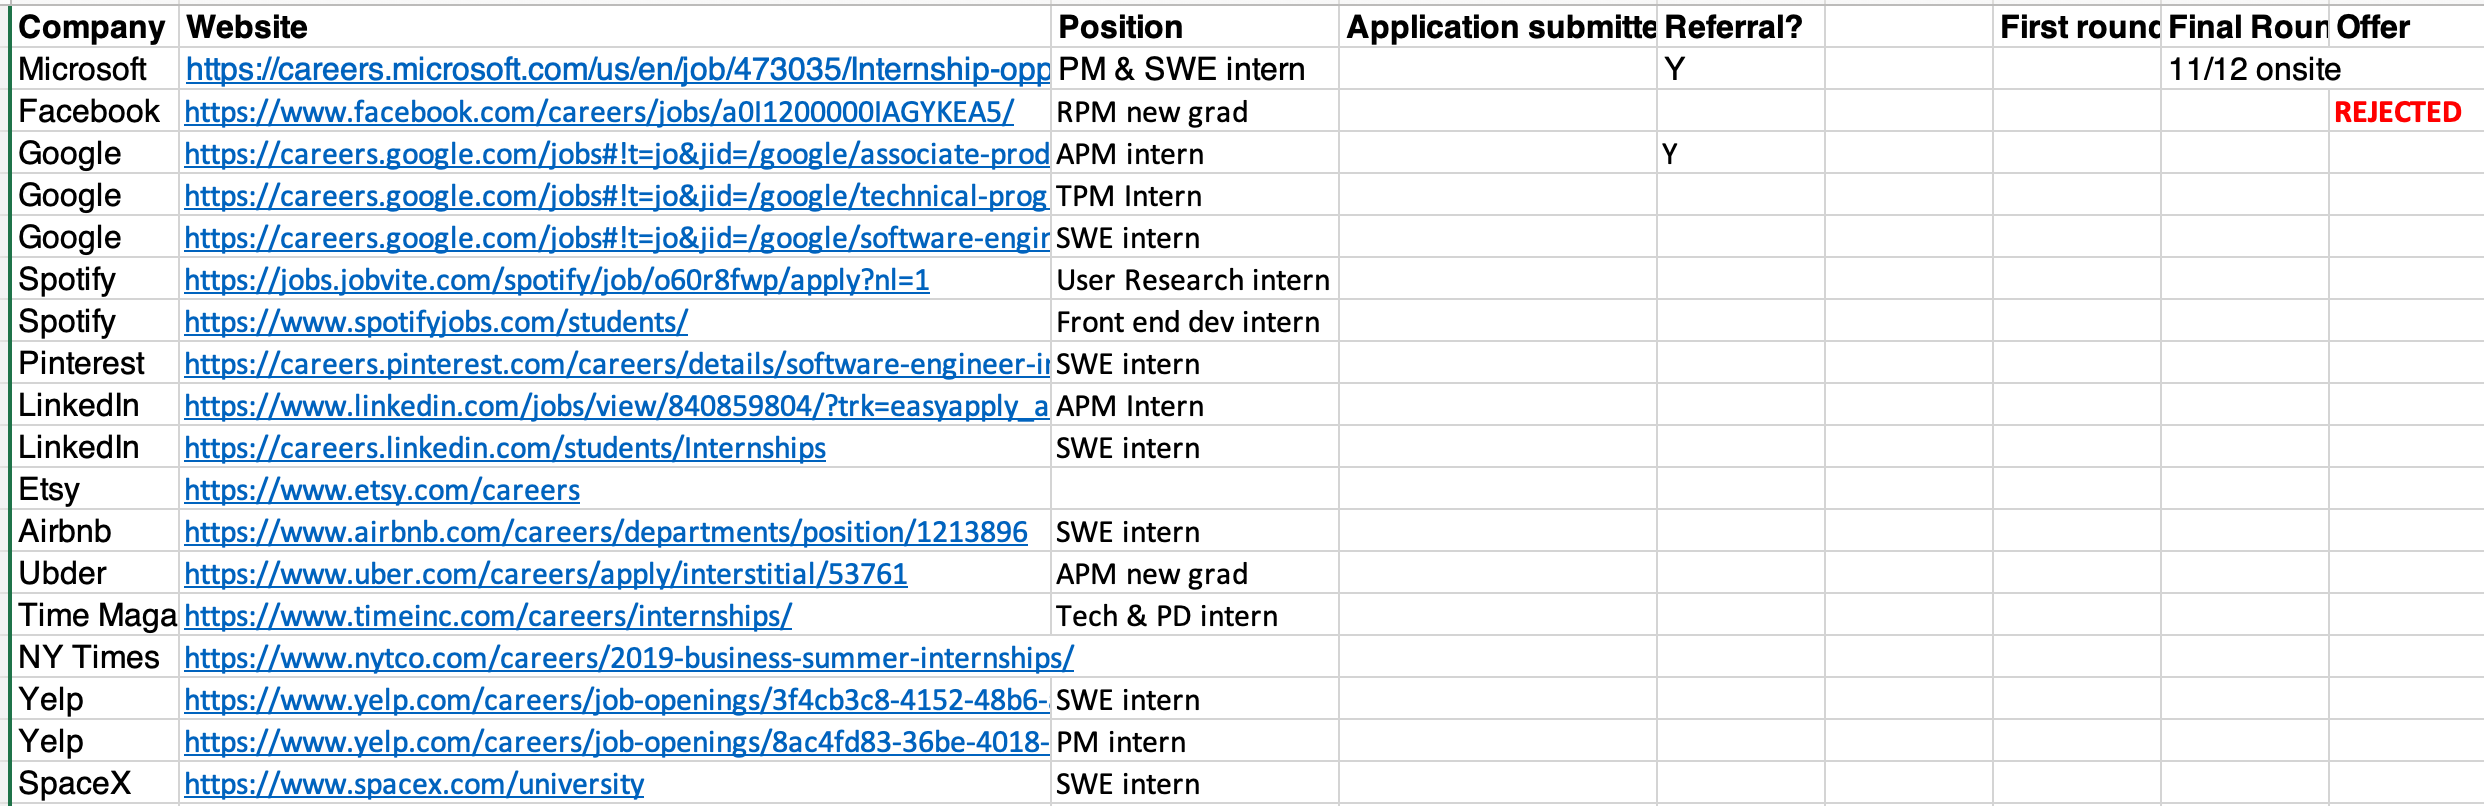 Company Website Position Application submitte Referral? First round Final Roun Offer
Microsoft https://careers.microsoft.com/us/en/job/473035/Internship-opp PM & SWE intern Y 11/12 onsite
Facebook https://www.facebook.com/careers/jobs/a0I1200000IAGYKEA5/ RPM new grad REJECTED
Google https://careers.google.com/jobs#!t=jo&jid=/google/associate-prod APM intern Y
Google https://careers.google.com/jobs#!t=jo&jid=/google/technical-prog TPM Intern
Google https://careers.google.com/jobs#!t=jo&jid=/google/software-engin SWE intern
Spotify https://jobs.jobvite.com/spotify/job/o60r8fwp/apply?nl=1 User Research intern
Spotify https://www.spotifyjobs.com/students/ Front end dev intern
Pinterest https://careers.pinterest.com/careers/details/software-engineer-in SWE intern
LinkedIn https://www.linkedin.com/jobs/view/840859804/?trk=easyapply_a APM Intern
LinkedIn https://careers.linkedin.com/students/Internships SWE intern
Etsy https://www.etsy.com/careers
Airbnb https://www.airbnb.com/careers/departments/position/1213896 SWE intern
Ubder https://www.uber.com/careers/apply/interstitial/53761 APM new grad
Time Maga https://www.timeinc.com/careers/internships/ Tech & PD intern
NY Times https://www.nytco.com/careers/2019-business-summer-internships/
Yelp https://www.yelp.com/careers/job-openings/3f4cb3c8-4152-48b6- SWE intern
Yelp https://www.yelp.com/careers/job-openings/8ac4fd83-36be-4018- PM intern
SpaceX https://www.spacex.com/university SWE intern